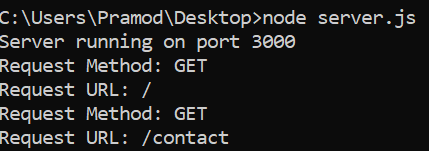 C:\Users\Pramod\Desktop>node server.js
Server running on port 3000
Request Method: GET
Request URL: /
Request Method: GET
Request URL: /contact